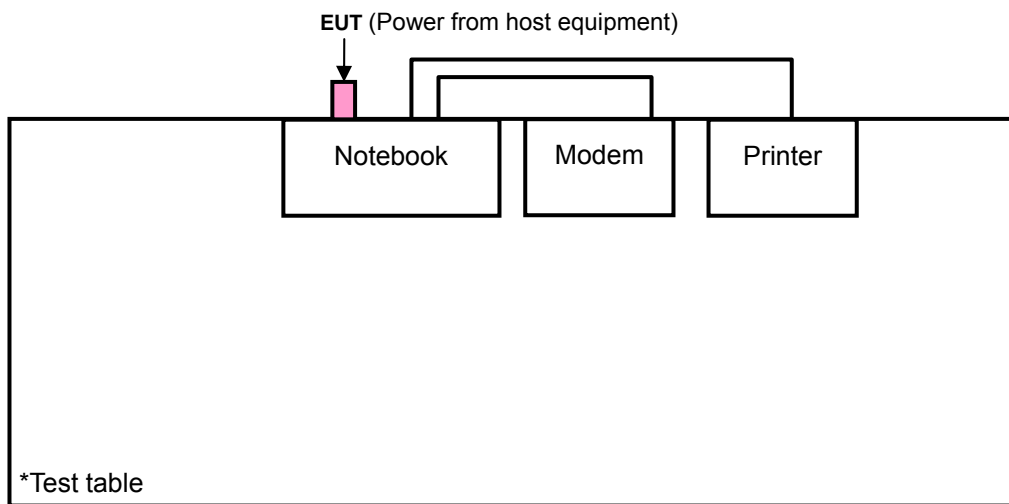 EUT (Power from host equipment)
Notebook
Modem
Printer
*Test table